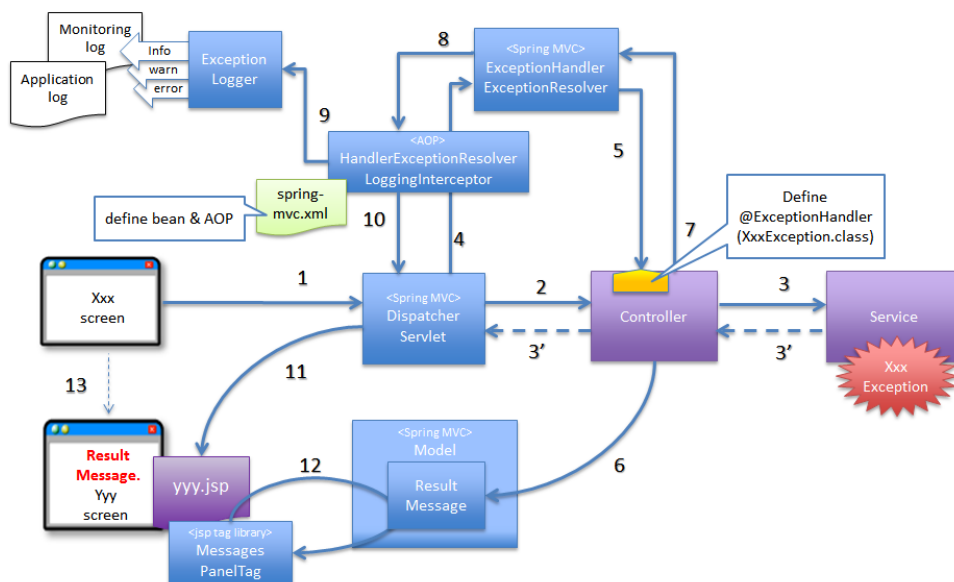 Monitoring
log
Application
log
Info
warn
error
Exception
Logger
9
8
<Spring MVC>
ExceptionHandler
ExceptionResolver
<AOP>
HandlerExceptionResolver
LoggingInterceptor
5
define bean & AOP
spring-
mvc.xml
10
4
7
Define
@ExceptionHandler
(XxxException.class)
Xxx
screen
1
<Spring MVC>
Dispatcher
Servlet
2
3’
Controller
3
3’
Service
Xxx
Exception
13
11
Result
Message.
Yyy
screen
yyy.jsp
12
<Spring MVC>
Model
Result
Message
6
<jsp tag library>
Messages
PanelTag